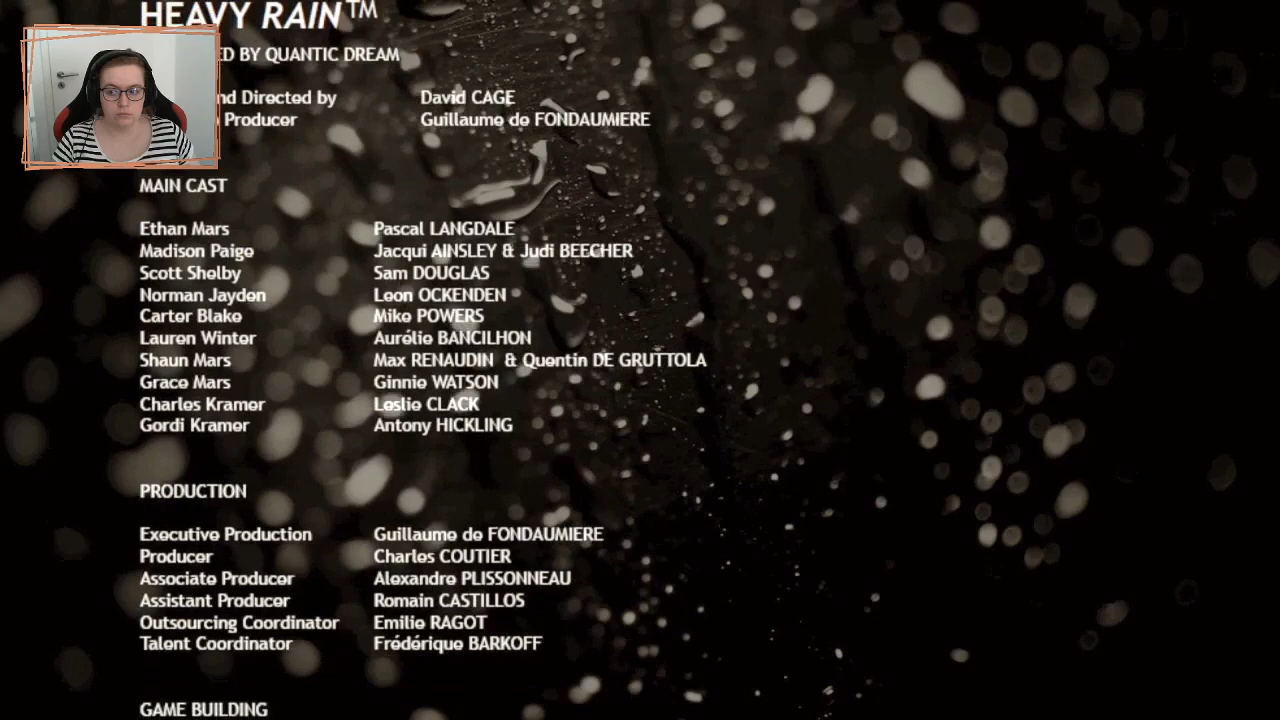 HEAVY RAIN™
ED BY QUANTIC DREAM
nd Directed by David CAGE
Producer Guillaume de FONDAUMIERE
MAIN CAST
Ethan Mars Pascal LANGDALE
Madison Paige Jacqui AINSLEY & Judi BEECHER
Scott Shelby Sam DOUGLAS
Norman Jayden Leon OCKENDEN
Carter Blake Mike POWERS
Lauren Winter Aurélie BANCILHON
Shaun Mars Max RENAUDIN & Quentin DE GRUTTOLA
Grace Mars Ginnie WATSON
Charles Kramer Leslie CLACK
Gordi Kramer Antony HICKLING
PRODUCTION
Executive Production Guillaume de FONDAUMIERE
Producer Charles COUTIER
Associate Producer Alexandre PLISSONNEAU
Assistant Producer Romain CASTILLOS
Outsourcing Coordinator Emilie RAGOT
Talent Coordinator Frédérique BARKOFF
GAME BUILDING